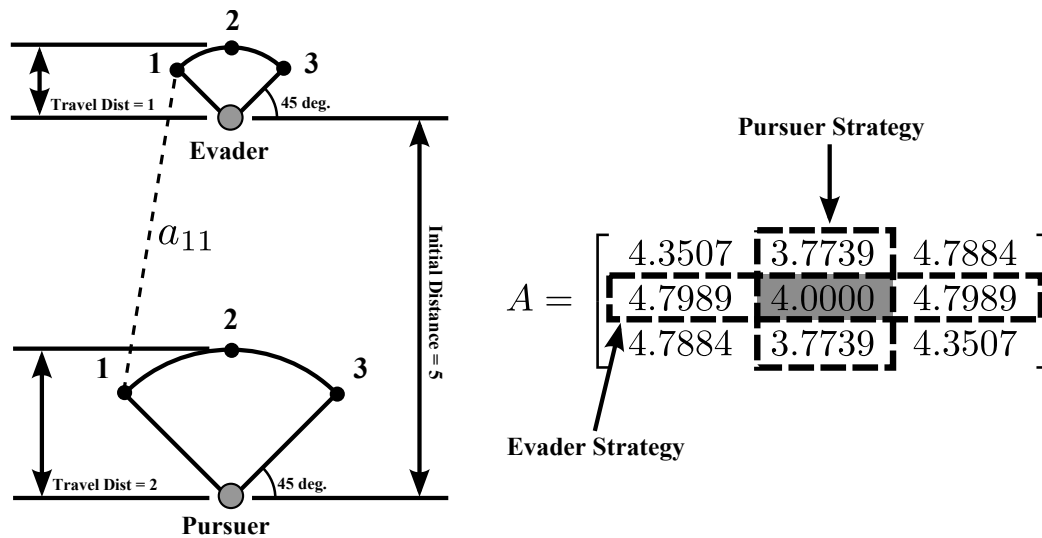 2
1
3
Travel Dist = 1
45 deg.
Evader
a11
Initial Distance = 5
2
1
3
Travel Dist = 2
45 deg.
Pursuer
Pursuer Strategy
A =
4.3507 3.7739 4.7884
4.7989 4.0000 4.7989
4.7884 3.7739 4.3507
Evader Strategy